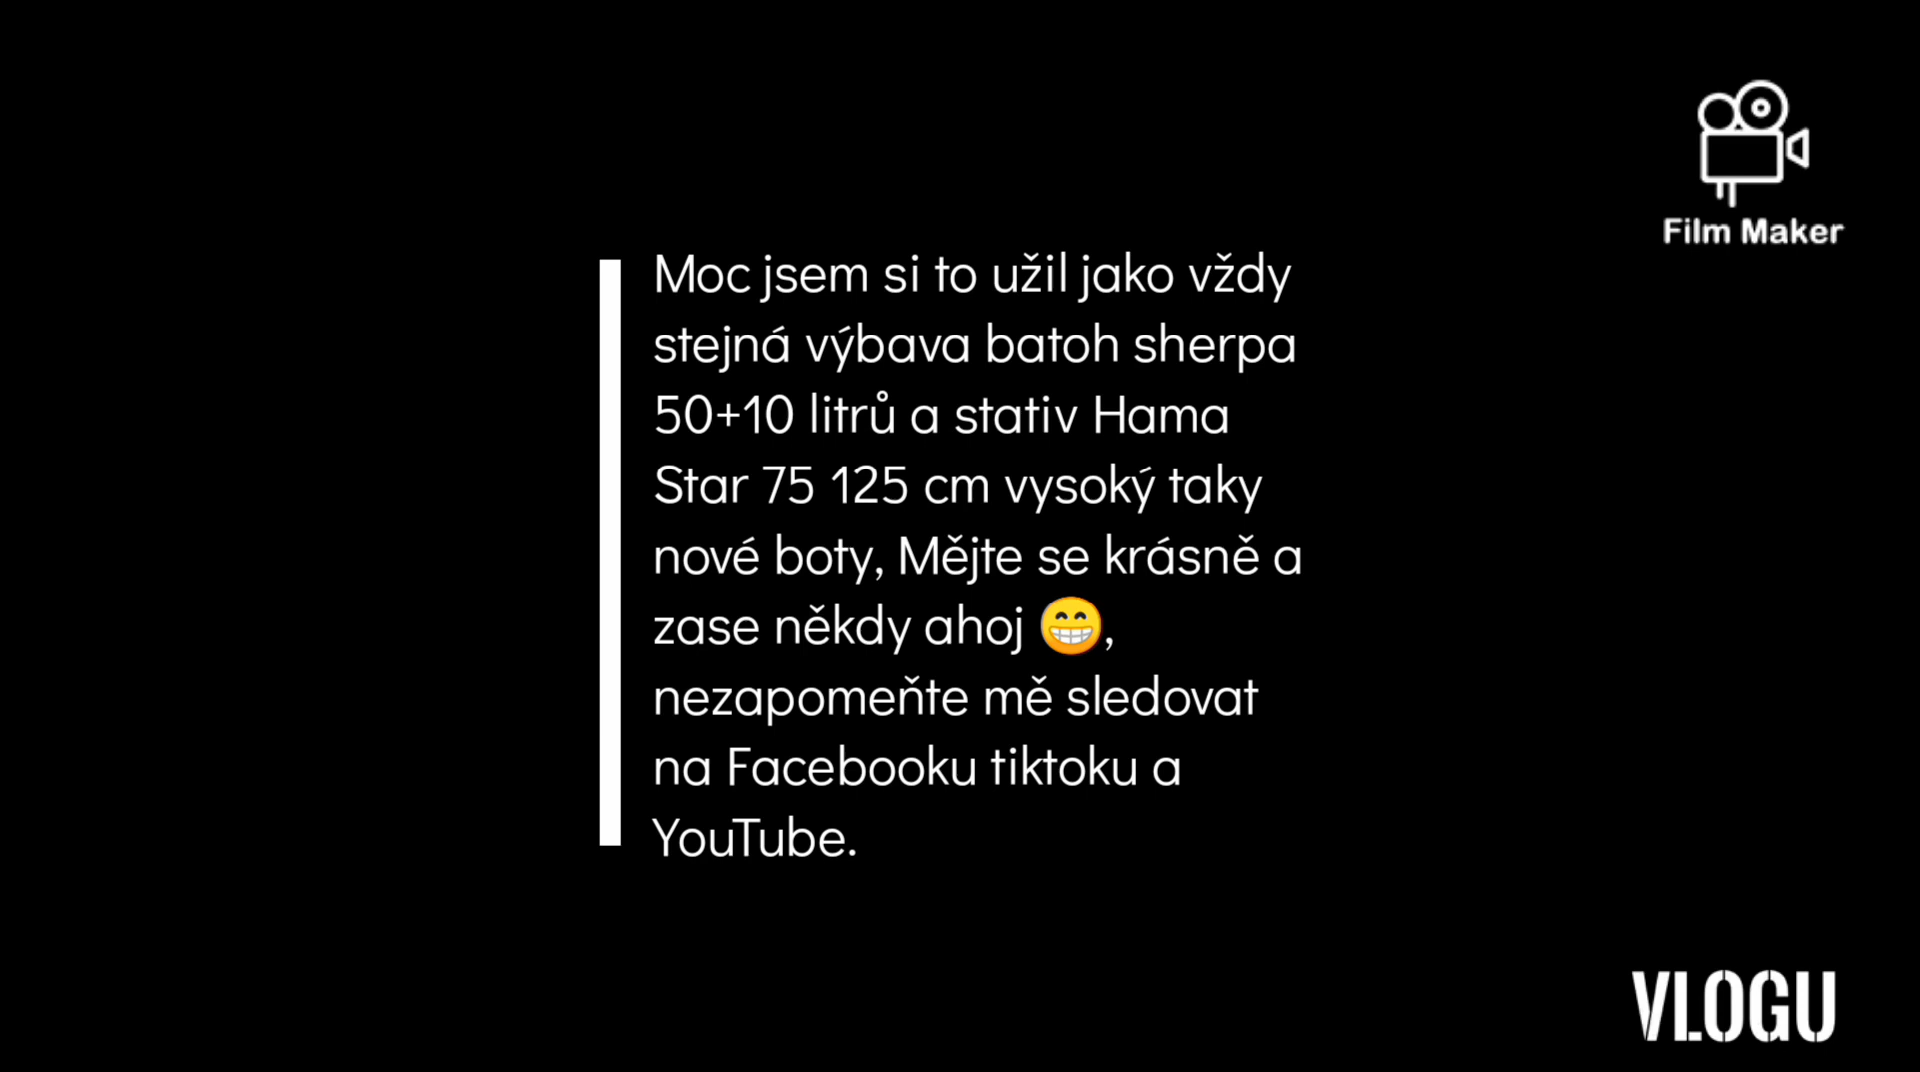 Film Maker
Moc jsem si to užil jako vždy
stejná výbava batoh sherpa
50+10 litrů a stativ Hama
Star 75 125 cm vysoký taky
nové boty, Mějte se krásně a
zase někdy ahoj 😁,
nezapomeňte mě sledovat
na Facebooku tiktoku a
YouTube.
VLOGU